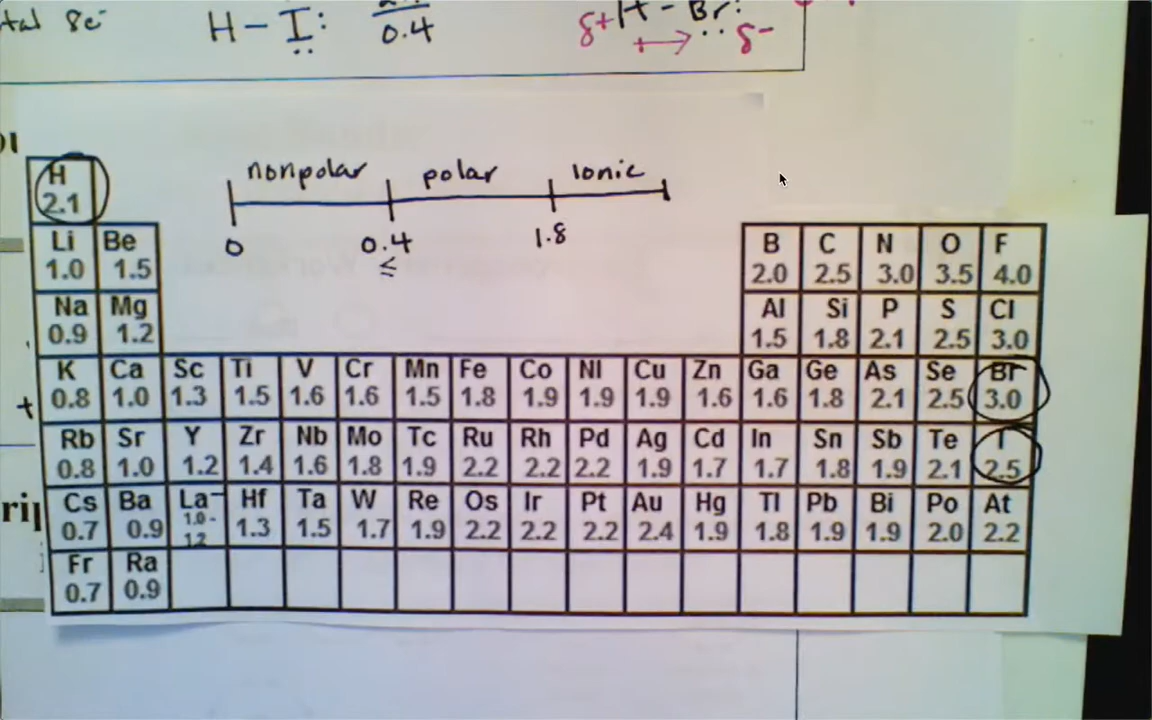 tal 8e⁻ H – I: 0.4 δ+ H – Br: δ-
nonpolar polar ionic
0 0.4 1.8
≤
H
2.1
Li Be B C N O F
1.0 1.5 2.0 2.5 3.0 3.5 4.0
Na Mg Al Si P S Cl
0.9 1.2 1.5 1.8 2.1 2.5 3.0
K Ca Sc Ti V Cr Mn Fe Co NI Cu Zn Ga Ge As Se Br
0.8 1.0 1.3 1.5 1.6 1.6 1.5 1.8 1.9 1.9 1.9 1.6 1.6 1.8 2.1 2.5 3.0
Rb Sr Y Zr Nb Mo Tc Ru Rh Pd Ag Cd In Sn Sb Te I
0.8 1.0 1.2 1.4 1.6 1.8 1.9 2.2 2.2 2.2 1.9 1.7 1.7 1.8 1.9 2.1 2.5
Cs Ba La- Hf Ta W Re Os Ir Pt Au Hg Tl Pb Bi Po At
0.7 0.9 1.0-1.2 1.3 1.5 1.7 1.9 2.2 2.2 2.2 2.4 1.9 1.8 1.9 1.9 2.0 2.2
Fr Ra
0.7 0.9